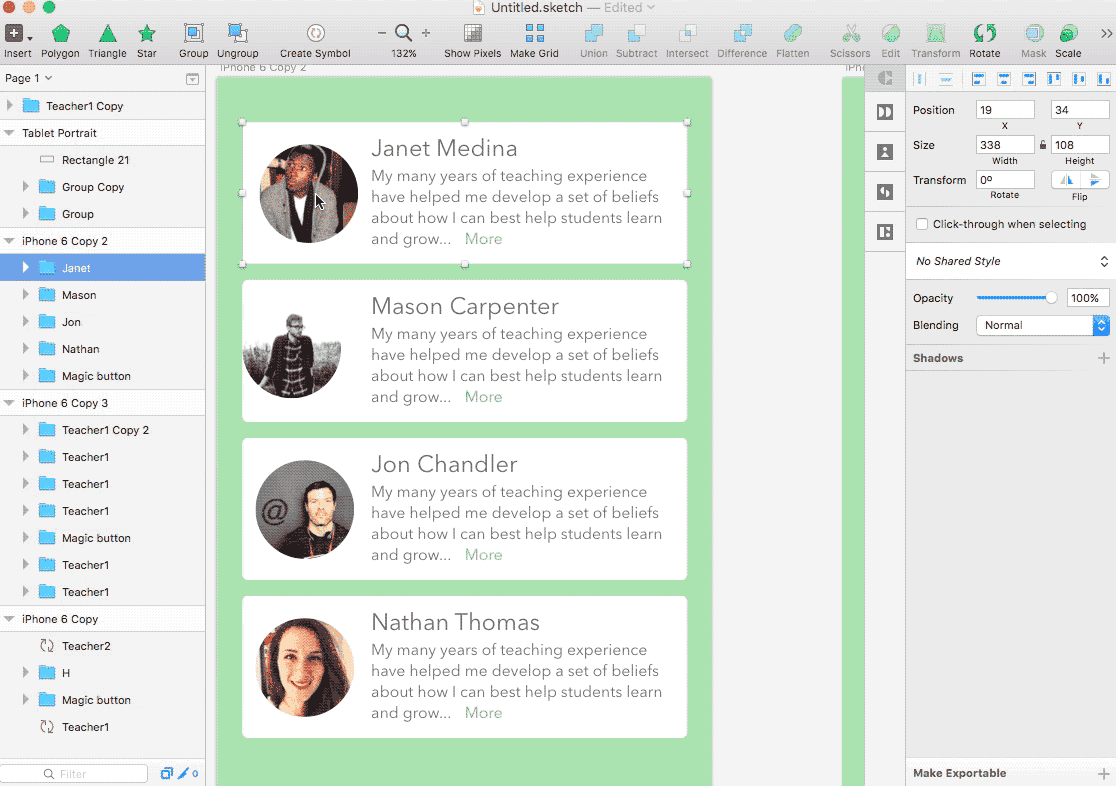 Untitled.sketch — Edited
Insert Polygon Triangle Star Group Ungroup Create Symbol 132% Show Pixels Make Grid Union Subtract Intersect Difference Flatten Scissors Edit Transform Rotate Mask Scale
Page 1
Teacher1 Copy
Tablet Portrait
Rectangle 21
Group Copy
Group
iPhone 6 Copy 2
Janet
Mason
Jon
Nathan
Magic button
iPhone 6 Copy 3
Teacher1 Copy 2
Teacher1
Teacher1
Teacher1
Magic button
Teacher1
Teacher1
iPhone 6 Copy
Teacher2
H
Magic button
Teacher1
Filter
0
iPhone 6 Copy 2
Janet Medina
My many years of teaching experience
have helped me develop a set of beliefs
about how I can best help students learn
and grow... More
Mason Carpenter
My many years of teaching experience
have helped me develop a set of beliefs
about how I can best help students learn
and grow... More
@
Jon Chandler
My many years of teaching experience
have helped me develop a set of beliefs
about how I can best help students learn
and grow... More
Nathan Thomas
My many years of teaching experience
have helped me develop a set of beliefs
about how I can best help students learn
and grow... More
Position 19 34
X Y
Size 338 108
Width Height
Transform 0º
Rotate Flip
Click-through when selecting
No Shared Style
Opacity 100%
Blending Normal
Shadows
Make Exportable